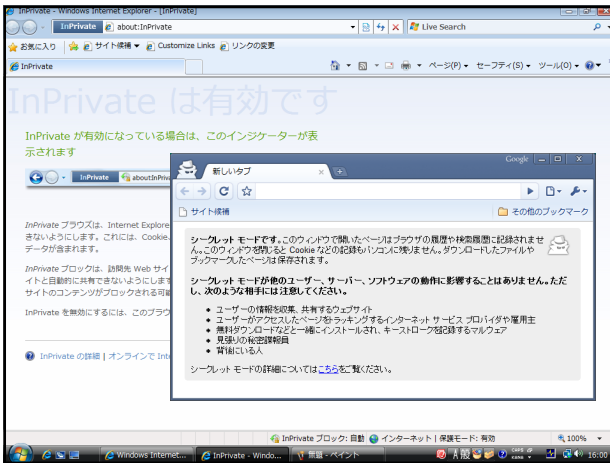 InPrivate - Windows Internet Explorer - [InPrivate]
InPrivate about:InPrivate Live Search
お気に入り サイト候補 Customize Links リンクの変更
InPrivate ページ(P) セーフティ(S) ツール(O)
InPrivate は有効です
InPrivate が有効になっている場合は、このインジケーターが表
示されます
InPrivate about:InPriv
InPrivate ブラウズは、Internet Explore
きないようにします。これには、Cookie、
データが含まれます。
InPrivate ブロックは、訪問先 Web サイ
イトと自動的に共有できないようにしま
サイトのコンテンツがブロックされる可能
InPrivate を無効にするには、このブラウ
InPrivate の詳細 | オンラインで Inte
Google
新しいタブ
サイト候補 その他のブックマーク
シークレット モードです。このウィンドウで開いたページはブラウザの履歴や検索履歴に記録されませ
ん。このウィンドウを閉じると Cookie などの記録もパソコンに残りません。ダウンロードしたファイルや
ブックマークしたページは保存されます。
シークレット モードが他のユーザー、サーバー、ソフトウェアの動作に影響することはありません。ただ
し、次のような相手には注意してください。
ユーザーの情報を収集、共有するウェブサイト
ユーザーがアクセスしたページをトラッキングするインターネット サービス プロバイダや雇用主
無料ダウンロードなどと一緒にインストールされ、キーストロークを記録するマルウェア
見張りの秘密諜報員
背後にいる人
シークレット モードの詳細についてはこちらをご覧ください。
InPrivate ブロック: 自動 インターネット | 保護モード: 有効 100%
Windows Internet... InPrivate - Windo... 無題 - ペイント A 般 CAPS KANA 16:00